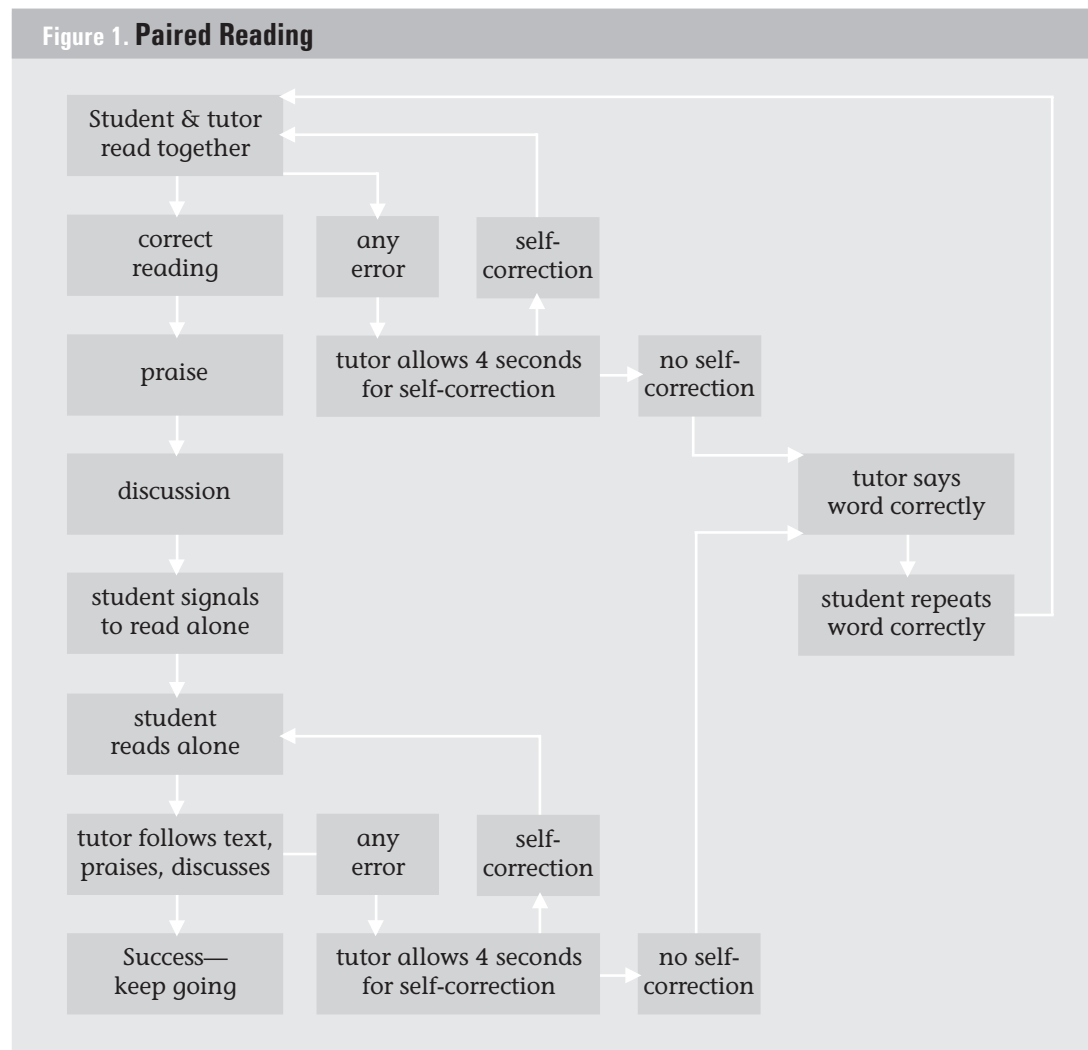 Figure 1. Paired Reading
Student & tutor
read together
correct
reading
any
error
self-
correction
praise
tutor allows 4 seconds
for self-correction
no self-
correction
discussion
tutor says
word correctly
student signals
to read alone
student repeats
word correctly
student
reads alone
tutor follows text,
praises, discusses
any
error
self-
correction
Success—
keep going
tutor allows 4 seconds
for self-correction
no self-
correction